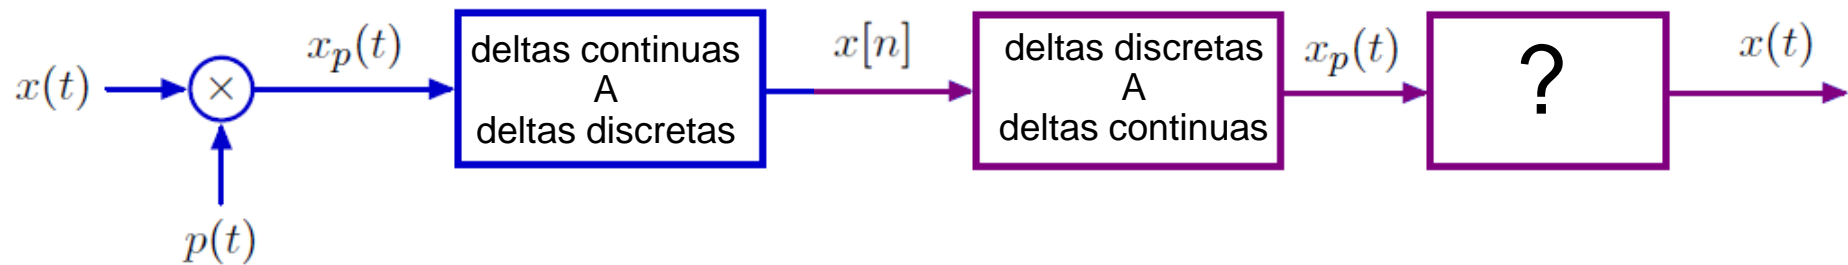 x(t)
×
p(t)
x_p(t)
deltas continuas
A
deltas discretas
x[n]
deltas discretas
A
deltas continuas
x_p(t)
?
x(t)